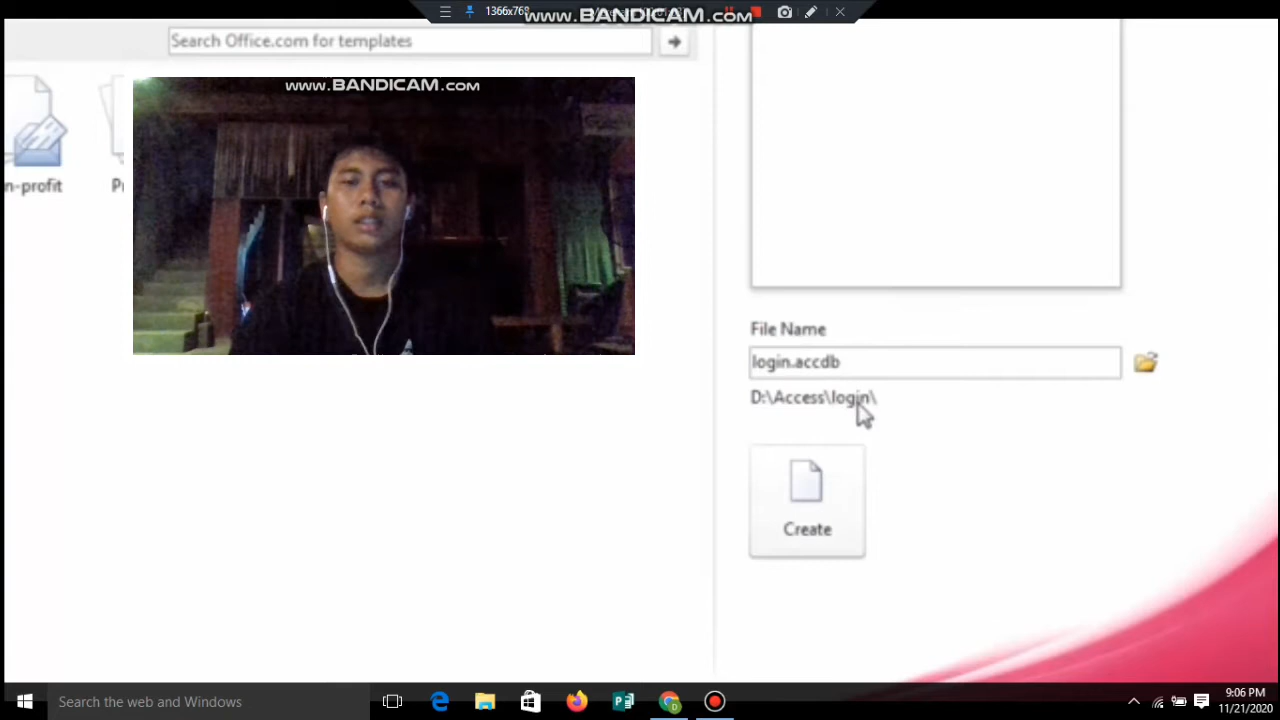 1366x768
www.BANDICAM.com
Search Office.com for templates
www.BANDICAM.com
n-profit
File Name
login.accdb
D:\Access\login\
Create
Search the web and Windows
9:06 PM
11/21/2020